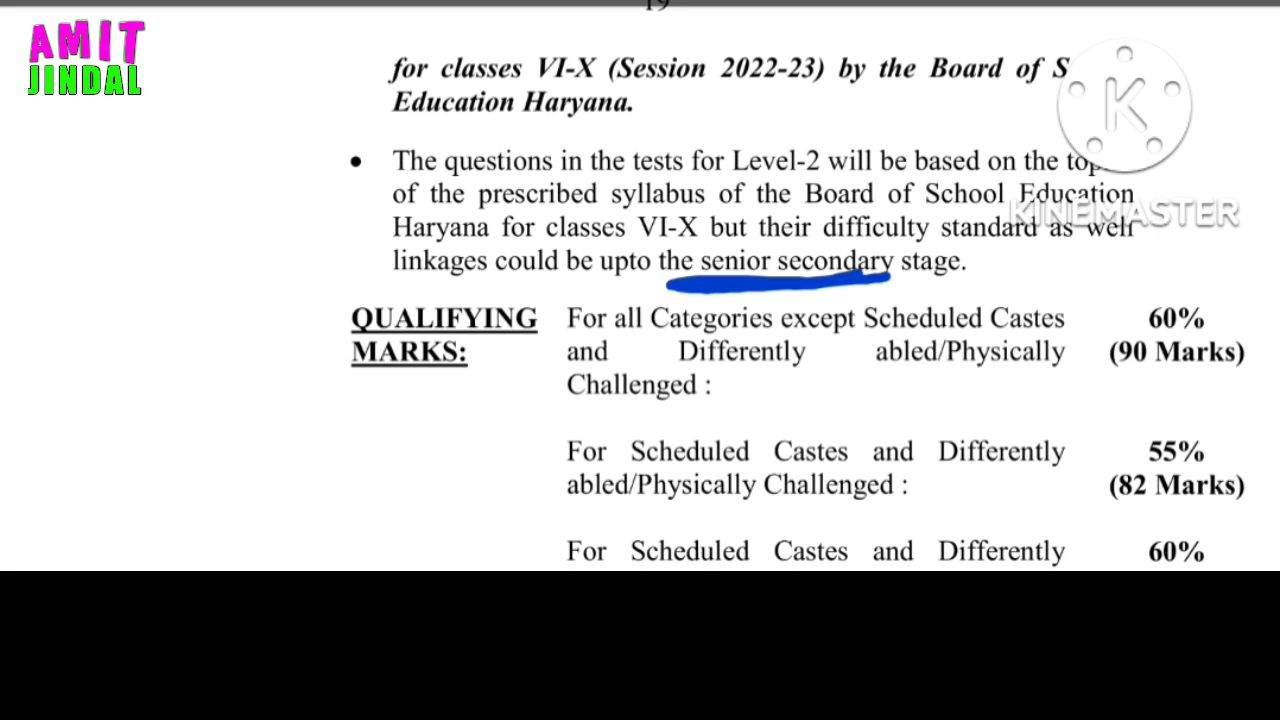 19
AMIT
JINDAL
for classes VI-X (Session 2022-23) by the Board of S
Education Haryana.
K
• The questions in the tests for Level-2 will be based on the
of the prescribed syllabus of the Board of School Education
KINEMASTER
Haryana for classes VI-X but their difficulty standard as well
linkages could be upto the senior secondary stage.
QUALIFYING MARKS:
For all Categories except Scheduled Castes
and Differently abled/Physically
Challenged :
60%
(90 Marks)
For Scheduled Castes and Differently
abled/Physically Challenged :
55%
(82 Marks)
For Scheduled Castes and Differently
60%